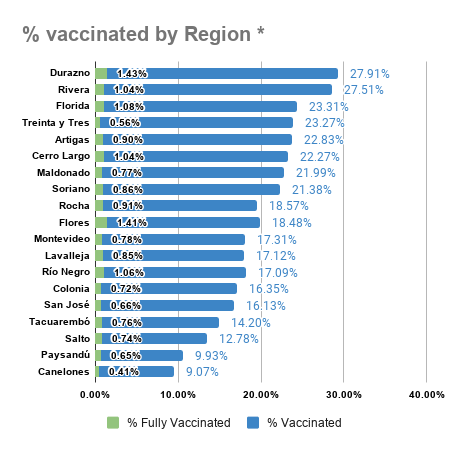 % vaccinated by Region *
Durazno 1.43% 27.91%
Rivera 1.04% 27.51%
Florida 1.08% 23.31%
Treinta y Tres 0.56% 23.27%
Artigas 0.90% 22.83%
Cerro Largo 1.04% 22.27%
Maldonado 0.77% 21.99%
Soriano 0.86% 21.38%
Rocha 0.91% 18.57%
Flores 1.41% 18.48%
Montevideo 0.78% 17.31%
Lavalleja 0.85% 17.12%
Río Negro 1.06% 17.09%
Colonia 0.72% 16.35%
San José 0.66% 16.13%
Tacuarembó 0.76% 14.20%
Salto 0.74% 12.78%
Paysandú 0.65% 9.93%
Canelones 0.41% 9.07%
0.00% 10.00% 20.00% 30.00% 40.00%
% Fully Vaccinated % Vaccinated